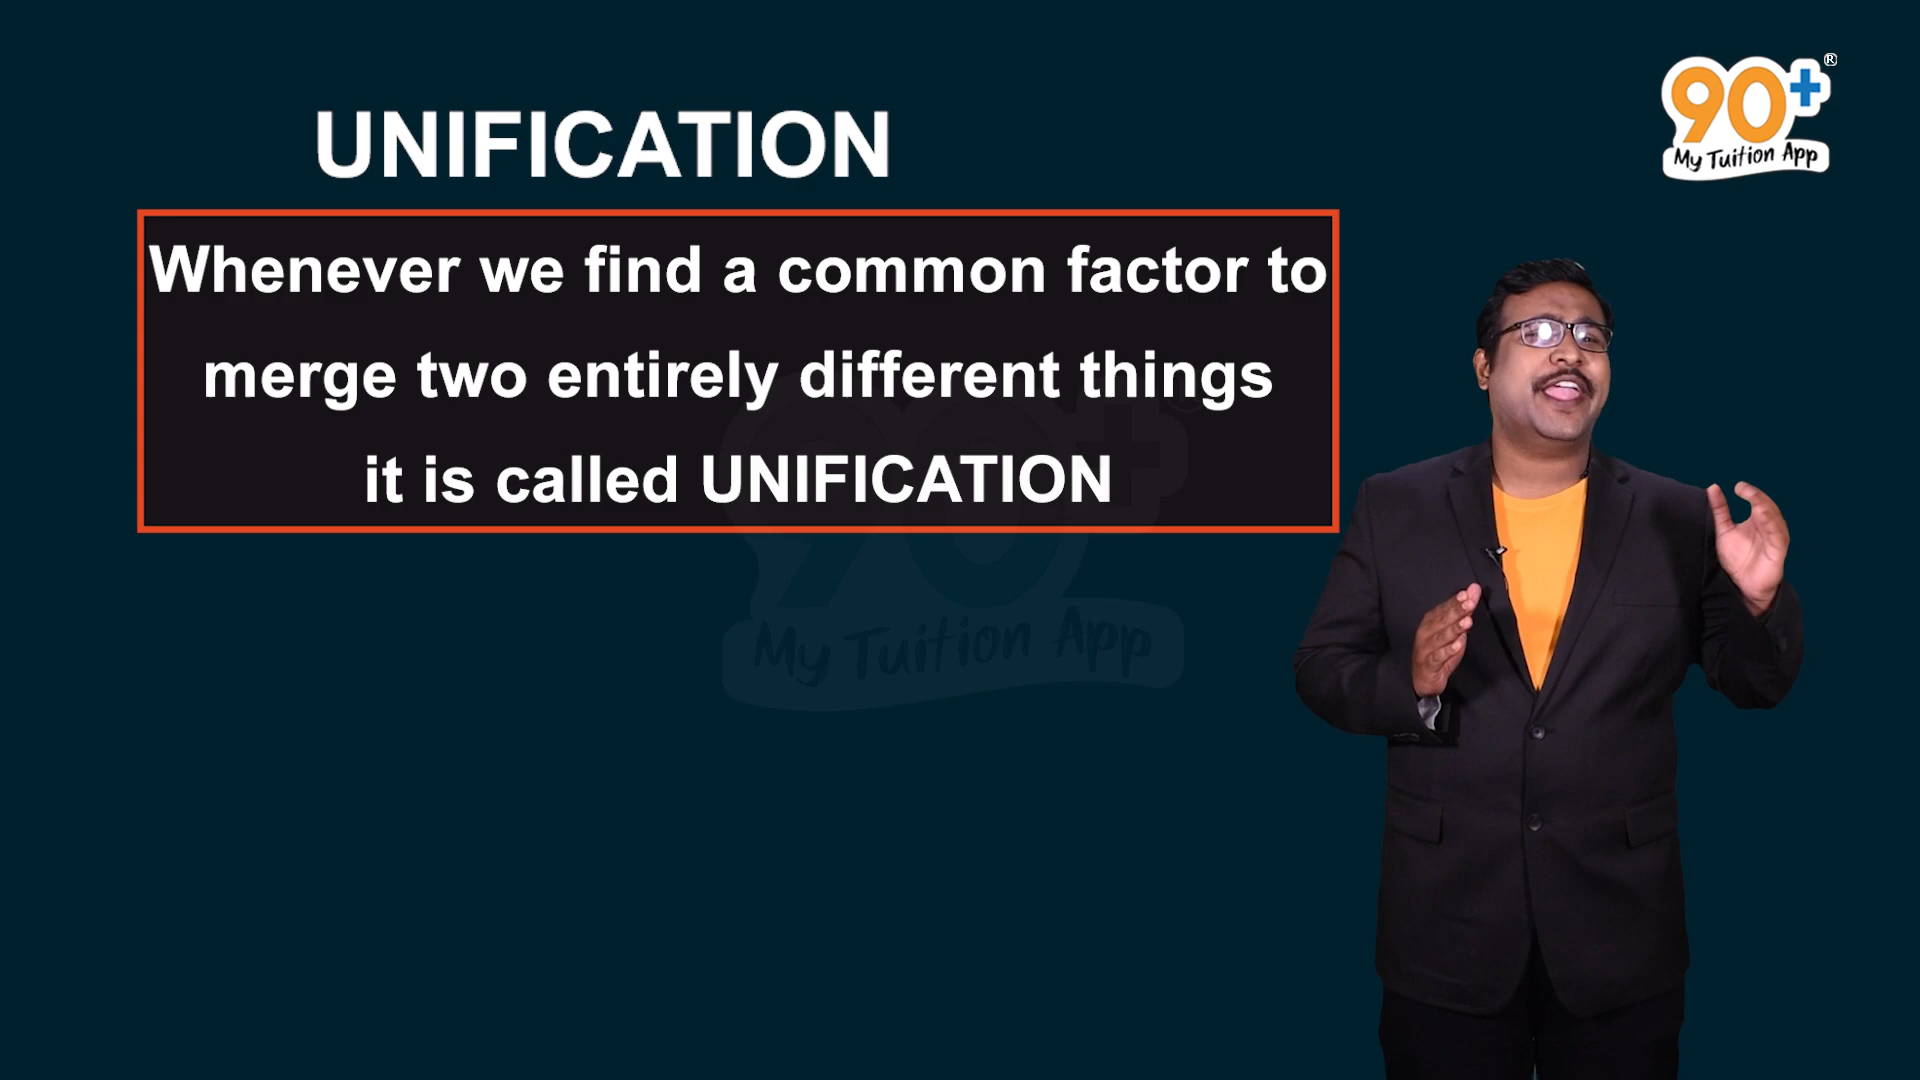 UNIFICATION
Whenever we find a common factor to
merge two entirely different things
it is called UNIFICATION
90+®
My Tuition App
90+®
My Tuition App